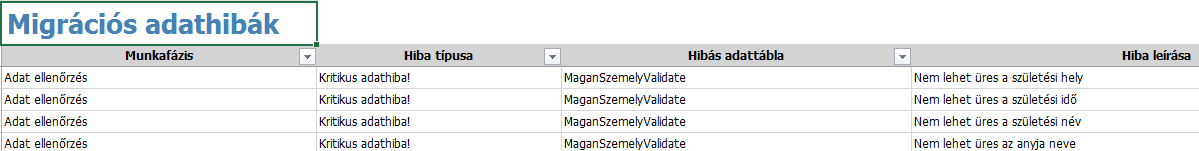 Migrációs adathibák
Munkafázis Hiba típusa Hibás adattábla Hiba leírása
Adat ellenőrzés Kritikus adathiba! MaganSzemelyValidate Nem lehet üres a születési hely
Adat ellenőrzés Kritikus adathiba! MaganSzemelyValidate Nem lehet üres a születési idő
Adat ellenőrzés Kritikus adathiba! MaganSzemelyValidate Nem lehet üres a születési név
Adat ellenőrzés Kritikus adathiba! MaganSzemelyValidate Nem lehet üres az anyja neve